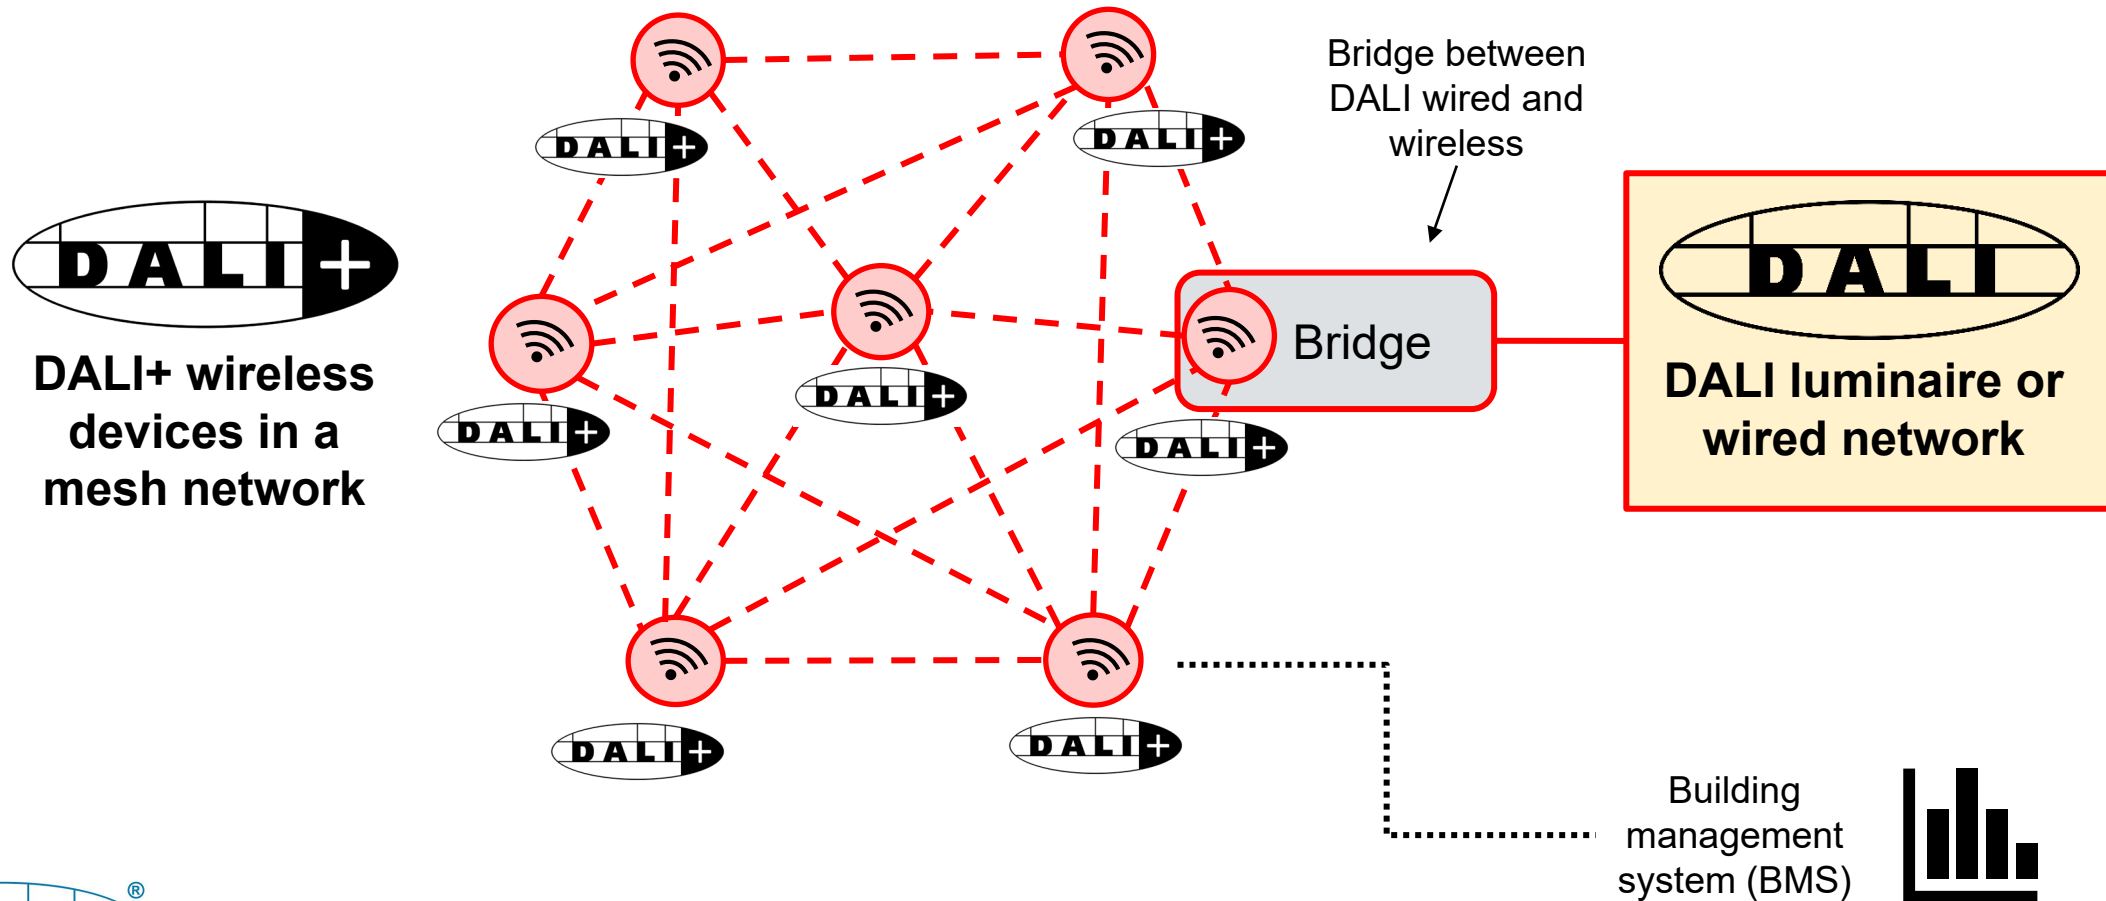 DALI+
DALI+ wireless
devices in a
mesh network
DALI+
DALI+
DALI+
DALI+
DALI+
DALI+
DALI+
Bridge between
DALI wired and
wireless
Bridge
DALI
DALI luminaire or
wired network
Building
management
system (BMS)
®